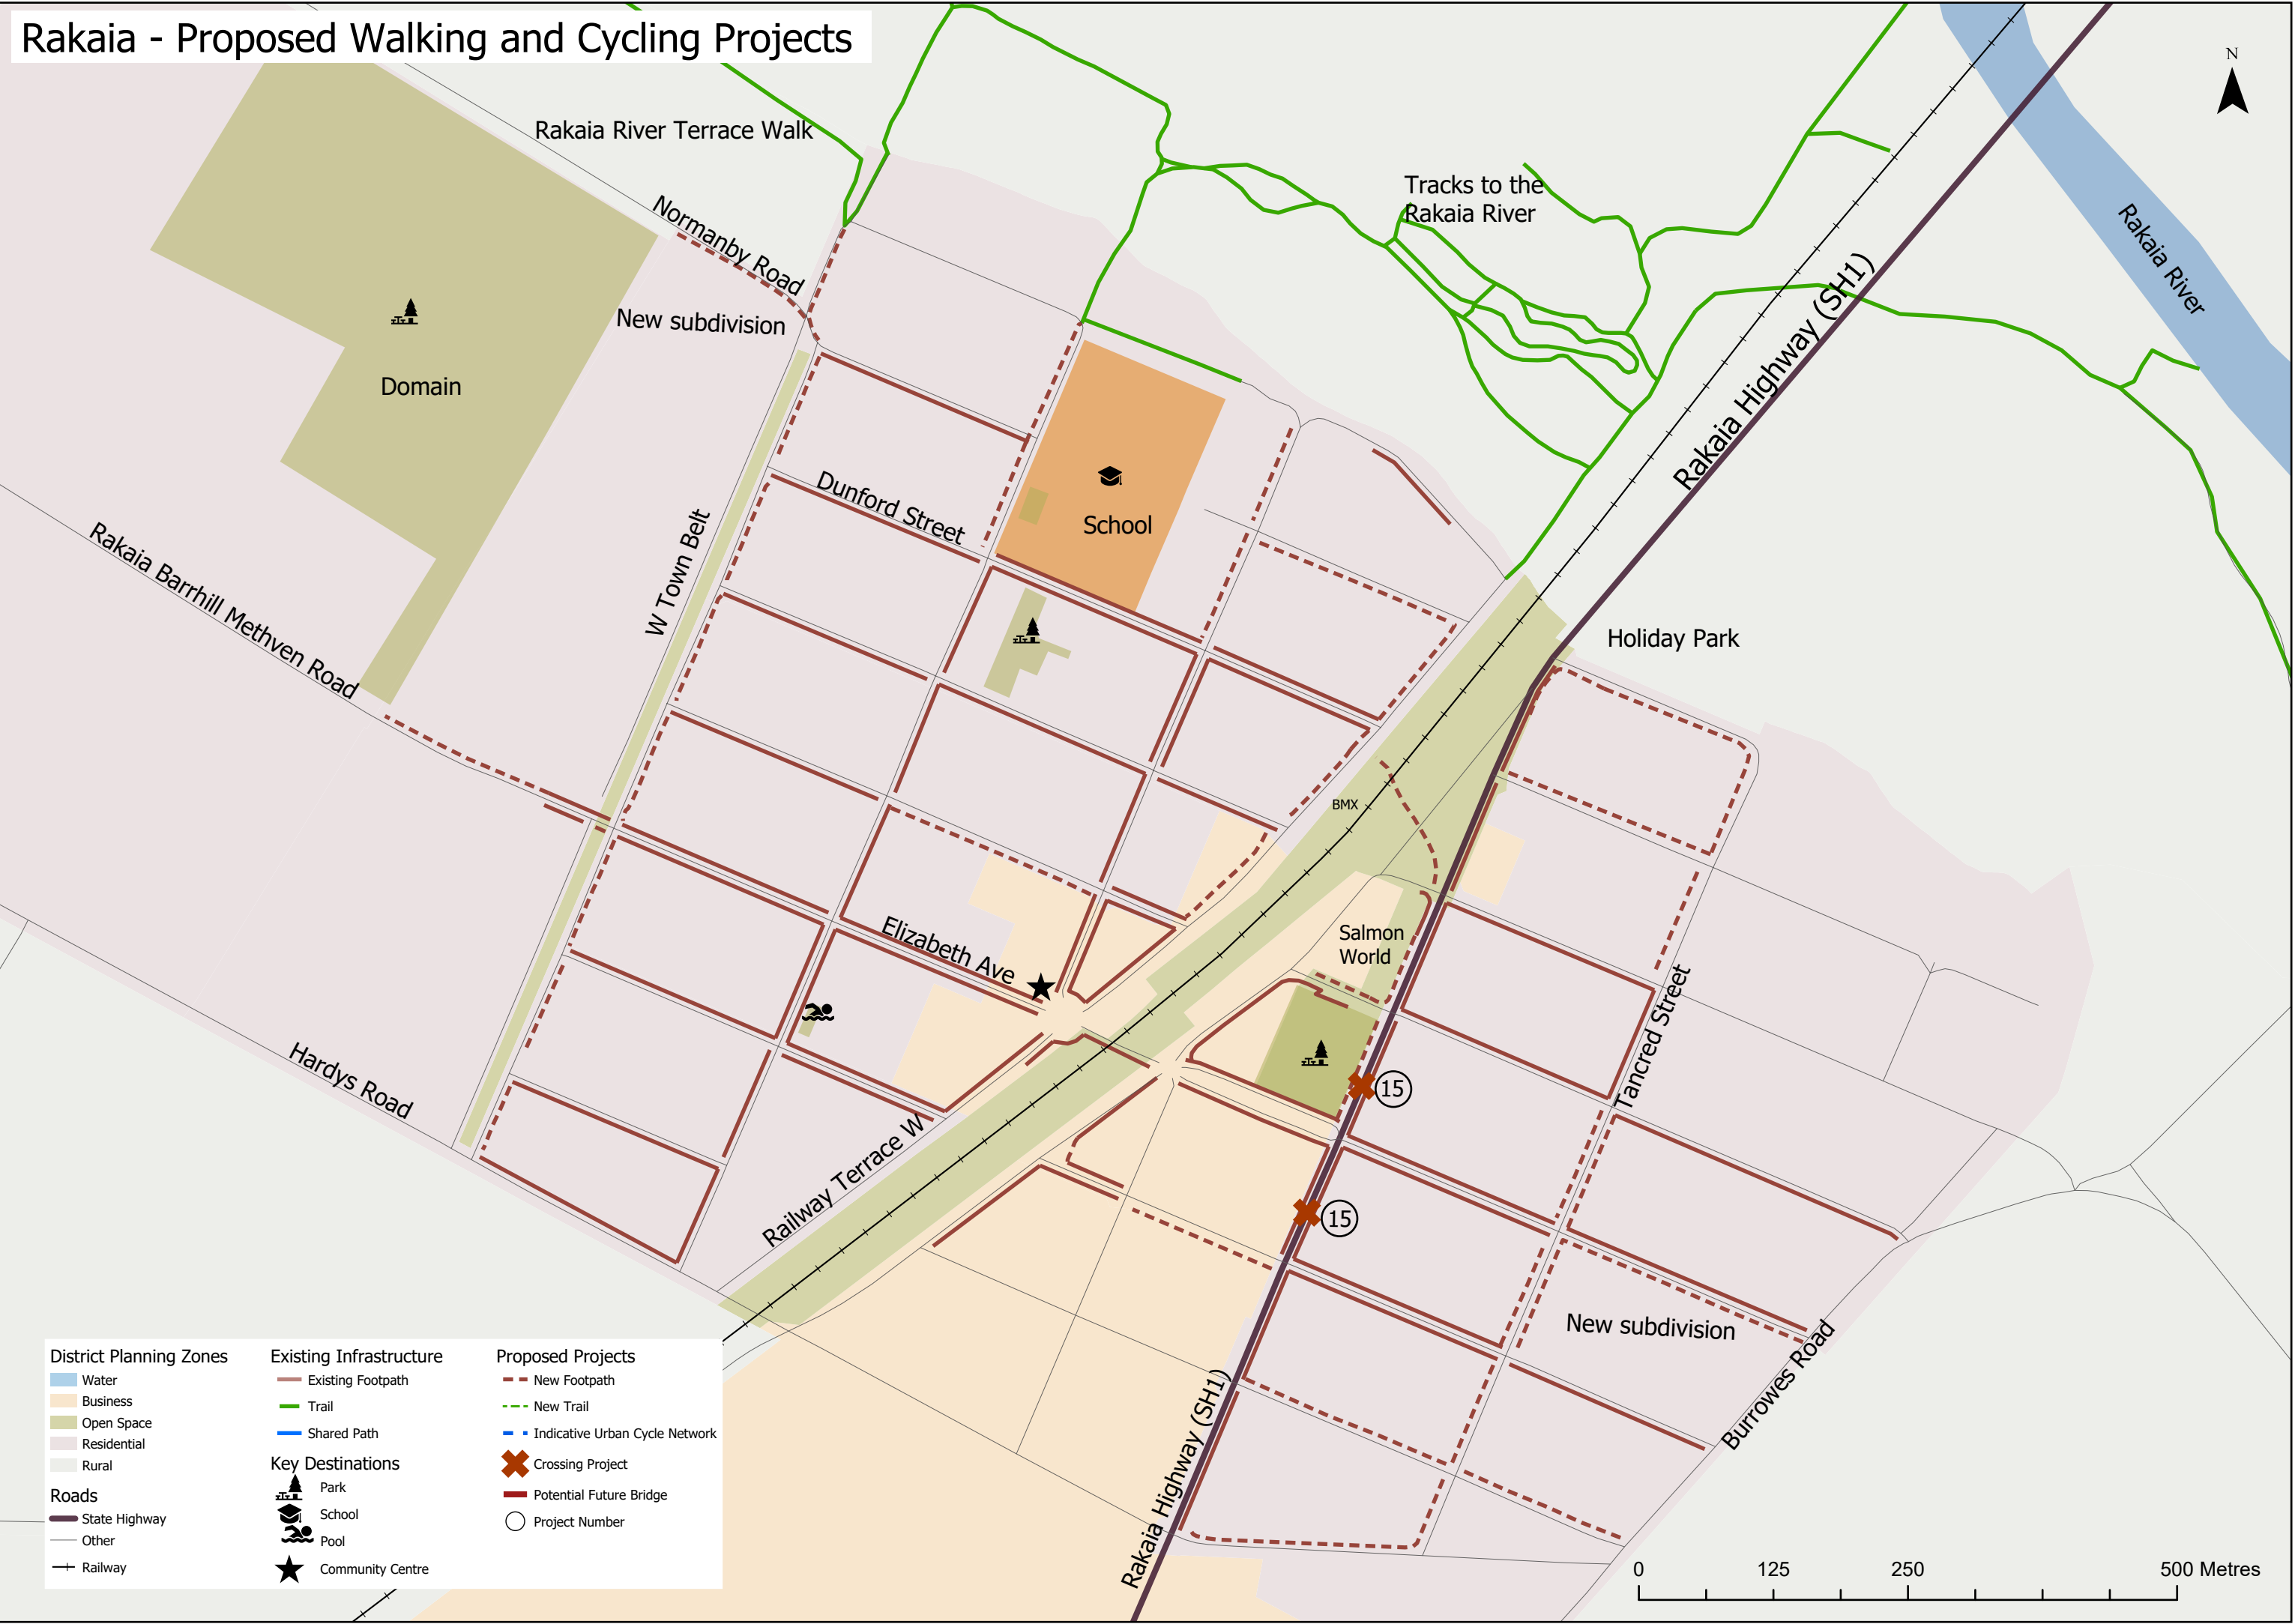 Rakaia - Proposed Walking and Cycling Projects
N
Rakaia River Terrace Walk
Tracks to the
Rakaia River
Normanby Road
Rakaia River
New subdivision
Rakaia Highway (SH1)
Domain
Dunford Street
School
W Town Belt
Rakaia Barrhill Methven Road
Holiday Park
BMX
Elizabeth Ave
Salmon
World
Tancred Street
Hardys Road
15
Railway Terrace W
15
New subdivision
Burrowes Road
Rakaia Highway (SH1)
District Planning Zones
Water
Business
Open Space
Residential
Rural
Roads
State Highway
Other
Railway
Existing Infrastructure
Existing Footpath
Trail
Shared Path
Key Destinations
Park
School
Pool
Community Centre
Proposed Projects
New Footpath
New Trail
Indicative Urban Cycle Network
Crossing Project
Potential Future Bridge
Project Number
0 125 250 500 Metres